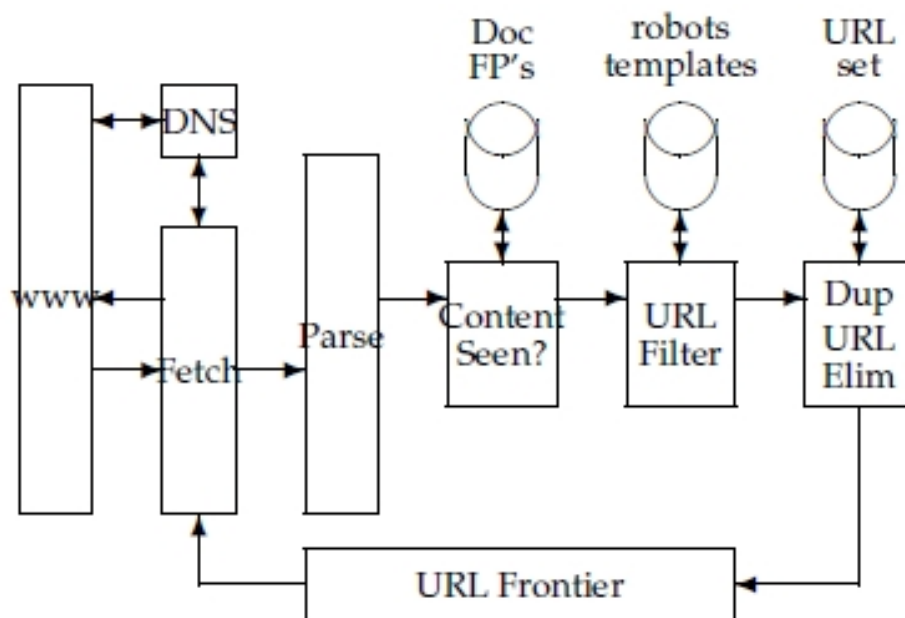 Doc
FP's
robots
templates
URL
set
DNS
www
Fetch
Parse
Content
Seen?
URL
Filter
Dup
URL
Elim
URL Frontier